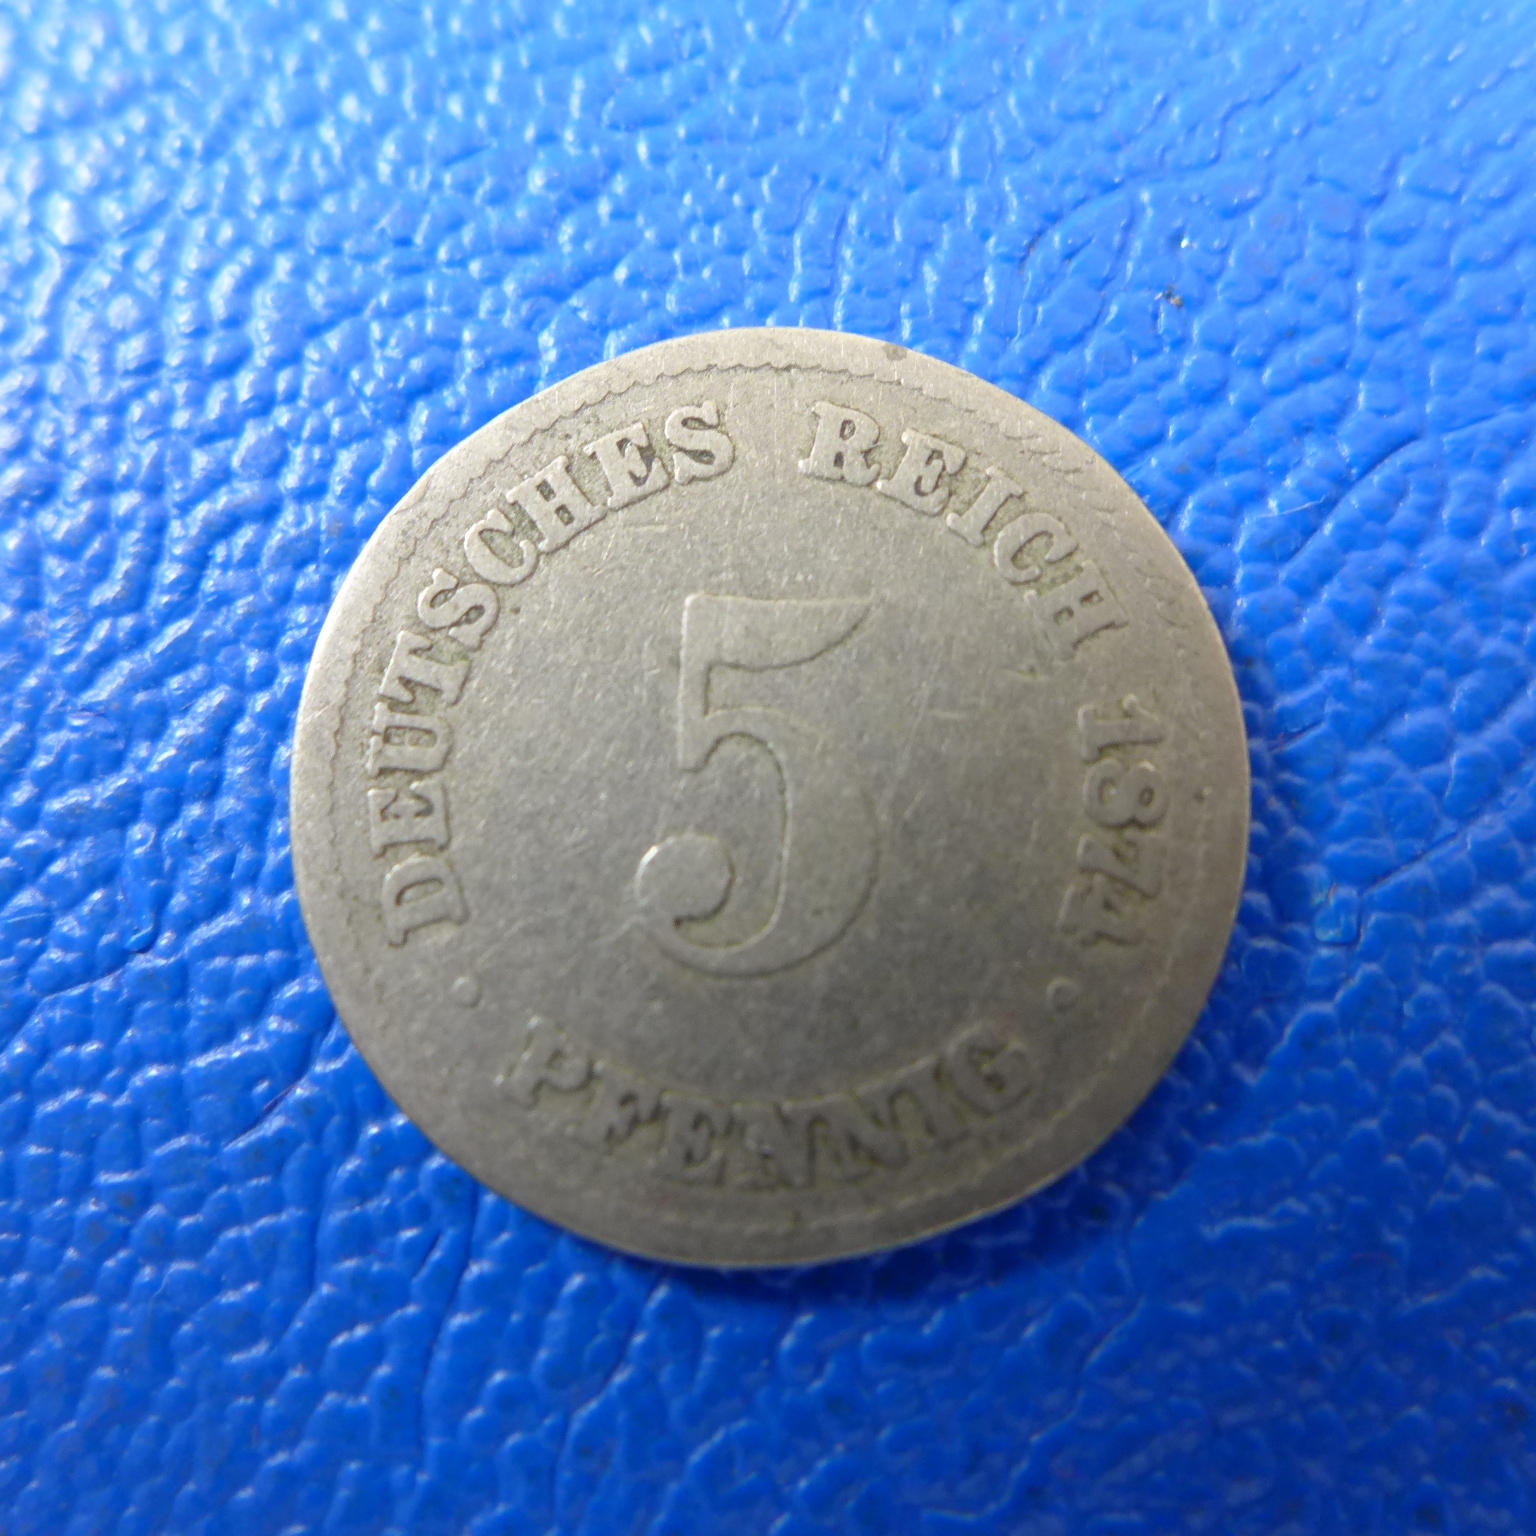 DEUTSCHES REICH 1874
5
PFENNIG